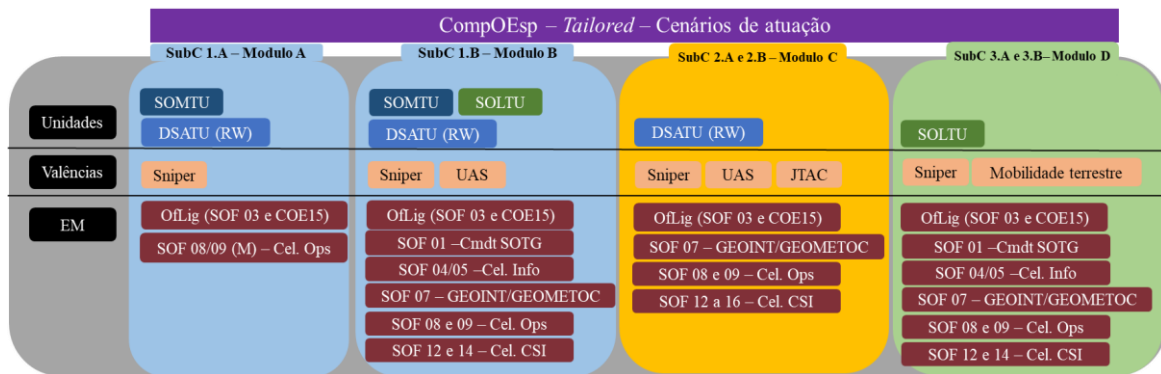 CompOEsp – Tailored – Cenários de atuação
SubC 1.A – Modulo A
SubC 1.B – Modulo B
SubC 2.A e 2.B – Modulo C
SubC 3.A e 3.B– Modulo D
Unidades
SOMTU
DSATU (RW)
SOMTU
SOLTU
DSATU (RW)
DSATU (RW)
SOLTU
Valências
Sniper
Sniper
UAS
Sniper
UAS
JTAC
Sniper
Mobilidade terrestre
EM
OfLig (SOF 03 e COE15)
SOF 08/09 (M) – Cel. Ops
OfLig (SOF 03 e COE15)
SOF 01 –Cmdt SOTG
SOF 04/05 –Cel. Info
SOF 07 – GEOINT/GEOMETOC
SOF 08 e 09 – Cel. Ops
SOF 12 e 14 – Cel. CSI
OfLig (SOF 03 e COE15)
SOF 07 – GEOINT/GEOMETOC
SOF 08 e 09 – Cel. Ops
SOF 12 a 16 – Cel. CSI
OfLig (SOF 03 e COE15)
SOF 01 –Cmdt SOTG
SOF 04/05 –Cel. Info
SOF 07 – GEOINT/GEOMETOC
SOF 08 e 09 – Cel. Ops
SOF 12 e 14 – Cel. CSI